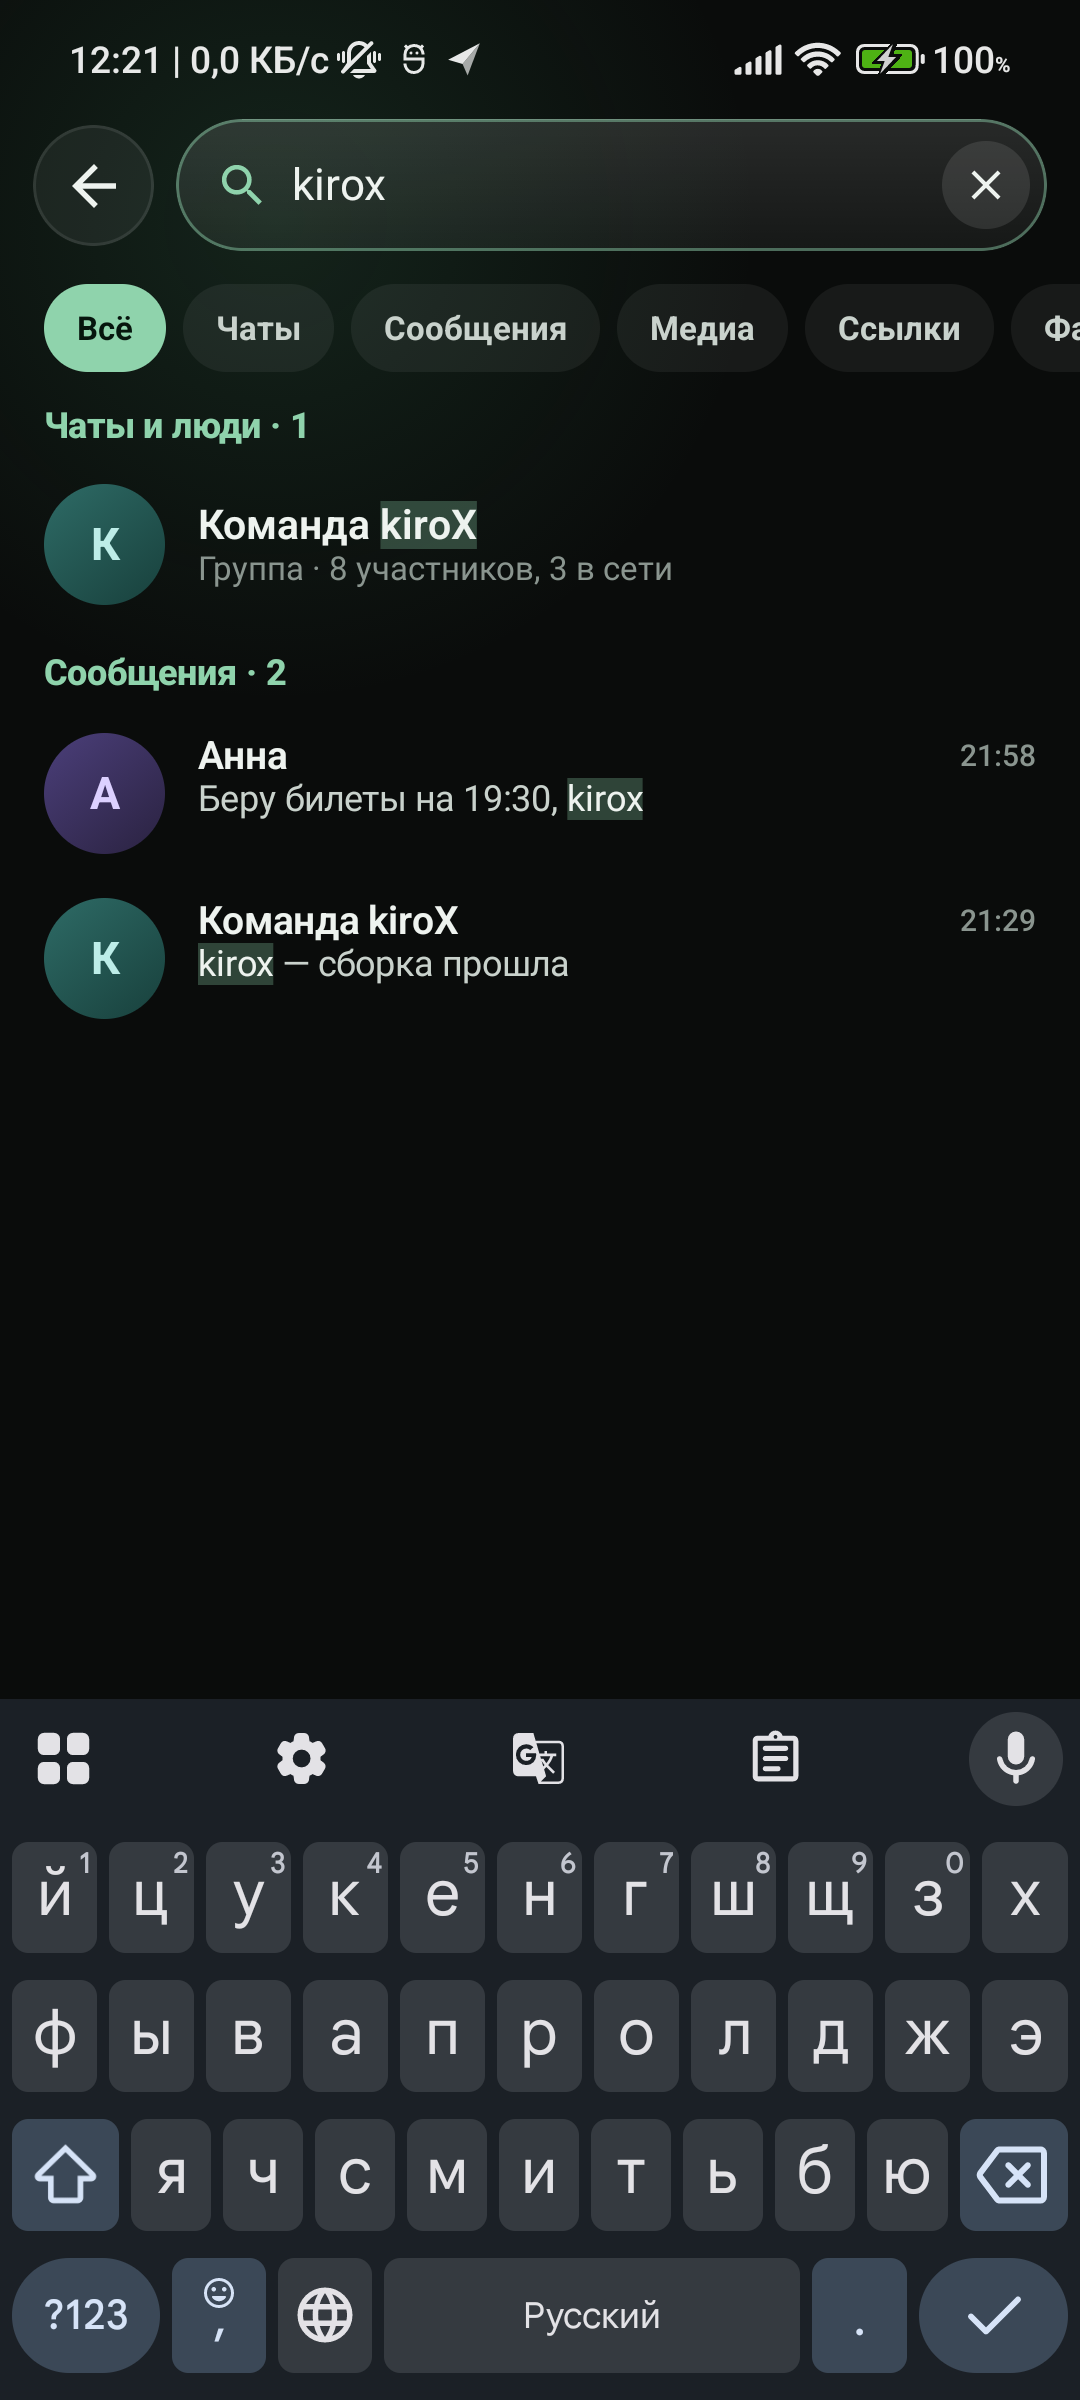 12:21 | 0,0 КБ/с 100%
kirox
Всё Чаты Сообщения Медиа Ссылки Фа
Чаты и люди · 1
К
Команда kiroX
Группа · 8 участников, 3 в сети
Сообщения · 2
А
Анна 21:58
Беру билеты на 19:30, kirox
К
Команда kiroX 21:29
kirox — сборка прошла
й 1 ц 2 у 3 к 4 е 5 н 6 г 7 ш 8 щ 9 з 0 х
ф ы в а п р о л д ж э
я ч с м и т ь б ю
?123 , Русский .